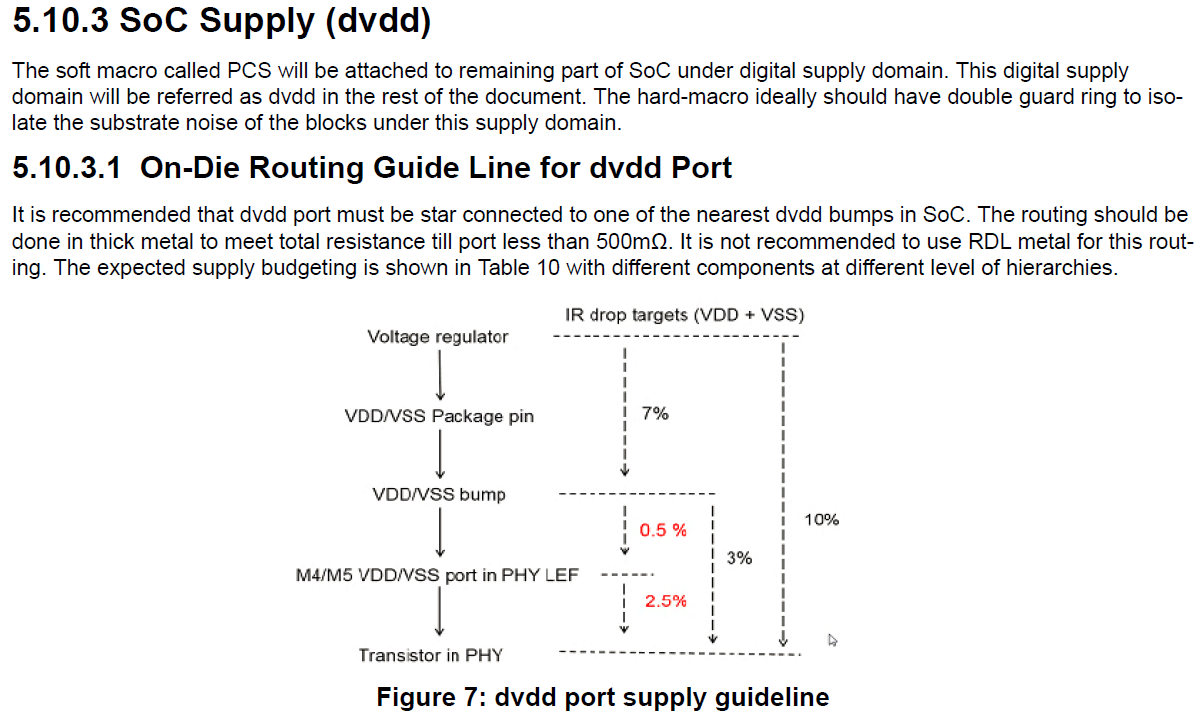 5.10.3 SoC Supply (dvdd)
The soft macro called PCS will be attached to remaining part of SoC under digital supply domain. This digital supply
domain will be referred as dvdd in the rest of the document. The hard-macro ideally should have double guard ring to iso-
late the substrate noise of the blocks under this supply domain.
5.10.3.1 On-Die Routing Guide Line for dvdd Port
It is recommended that dvdd port must be star connected to one of the nearest dvdd bumps in SoC. The routing should be
done in thick metal to meet total resistance till port less than 500mΩ. It is not recommended to use RDL metal for this rout-
ing. The expected supply budgeting is shown in Table 10 with different components at different level of hierarchies.
IR drop targets (VDD + VSS)
Voltage regulator
7%
VDD/VSS Package pin
VDD/VSS bump
10%
0.5 %
3%
M4/M5 VDD/VSS port in PHY LEF
2.5%
Transistor in PHY
Figure 7: dvdd port supply guideline